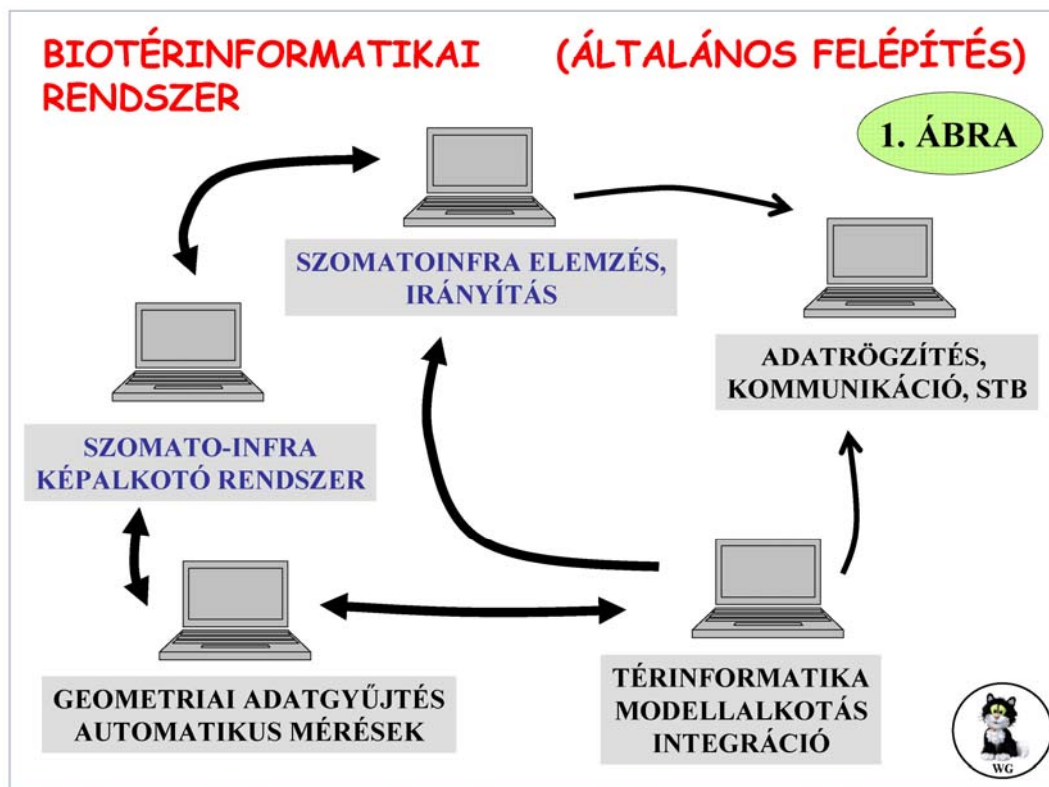 BIOTÉRINFORMATIKAI (ÁLTALÁNOS FELÉPÍTÉS)
RENDSZER
1. ÁBRA
SZOMATOINFRA ELEMZÉS,
IRÁNYÍTÁS
ADATRÖGZÍTÉS,
KOMMUNIKÁCIÓ, STB
SZOMATO-INFRA
KÉPALKOTÓ RENDSZER
GEOMETRIAI ADATGYŰJTÉS
AUTOMATIKUS MÉRÉSEK
TÉRINFORMATIKA
MODELLALKOTÁS
INTEGRÁCIÓ
WG